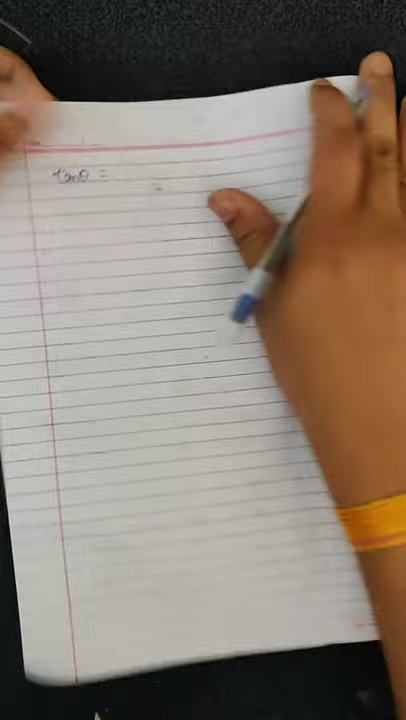 tanθ =